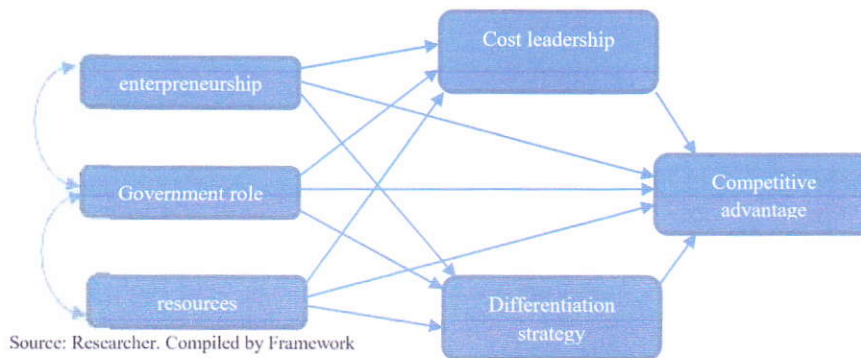 Cost leadership
enterpreneurship
Government role
Competitive
advantage
resources
Differentiation
strategy
Source: Researcher. Compiled by Framework